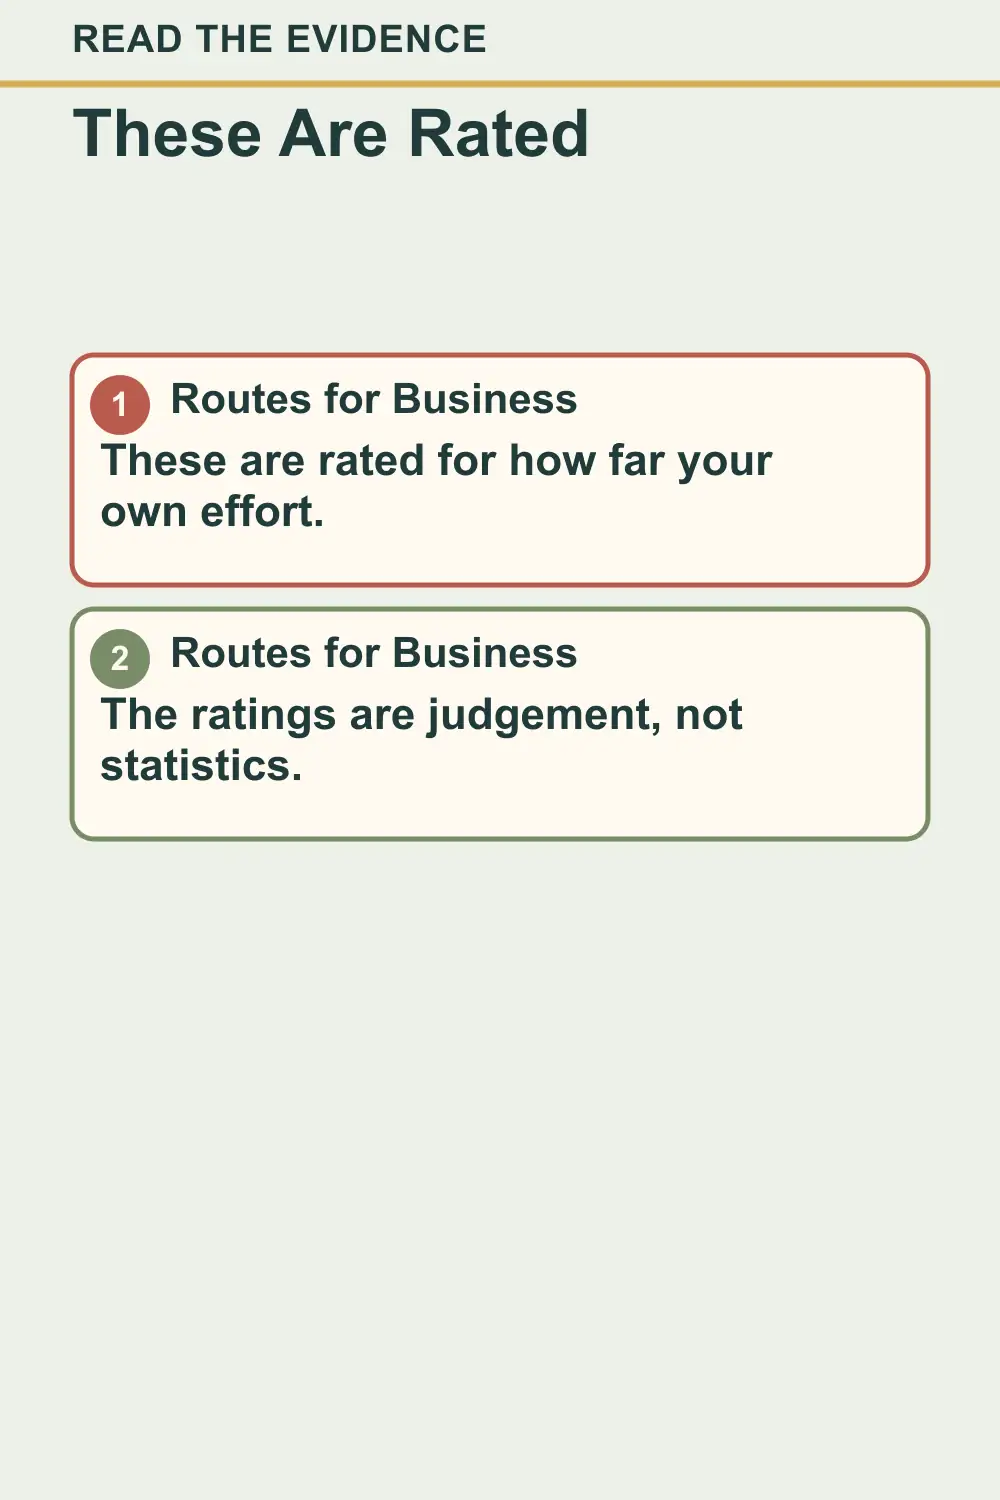 READ THE EVIDENCE
These Are Rated
1 Routes for Business
These are rated for how far your
own effort.
2 Routes for Business
The ratings are judgement, not
statistics.